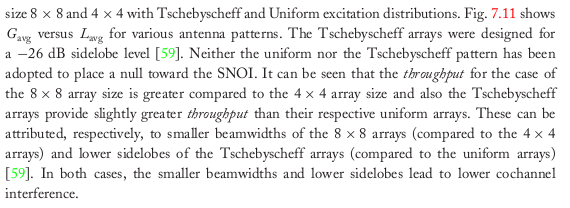 size 8 × 8 and 4 × 4 with Tschebyscheff and Uniform excitation distributions. Fig. 7.11 shows
G_avg versus L_avg for various antenna patterns. The Tschebyscheff arrays were designed for
a −26 dB sidelobe level [59]. Neither the uniform nor the Tschebyscheff pattern has been
adopted to place a null toward the SNOI. It can be seen that the throughput for the case of
the 8 × 8 array size is greater compared to the 4 × 4 array size and also the Tschebyscheff
arrays provide slightly greater throughput than their respective uniform arrays. These can be
attributed, respectively, to smaller beamwidths of the 8 × 8 arrays (compared to the 4 × 4
arrays) and lower sidelobes of the Tschebyscheff arrays (compared to the uniform arrays)
[59]. In both cases, the smaller beamwidths and lower sidelobes lead to lower cochannel
interference.